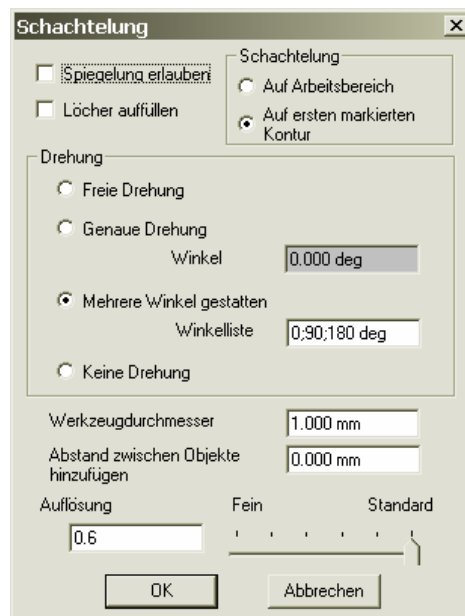 Schachtelung
Spiegelung erlauben
Löcher auffüllen
Schachtelung
Auf Arbeitsbereich
Auf ersten markierten
Kontur
Drehung
Freie Drehung
Genaue Drehung
Winkel 0.000 deg
Mehrere Winkel gestatten
Winkelliste 0;90;180 deg
Keine Drehung
Werkzeugdurchmesser 1.000 mm
Abstand zwischen Objekte
hinzufügen 0.000 mm
Auflösung Fein Standard
0.6
OK Abbrechen